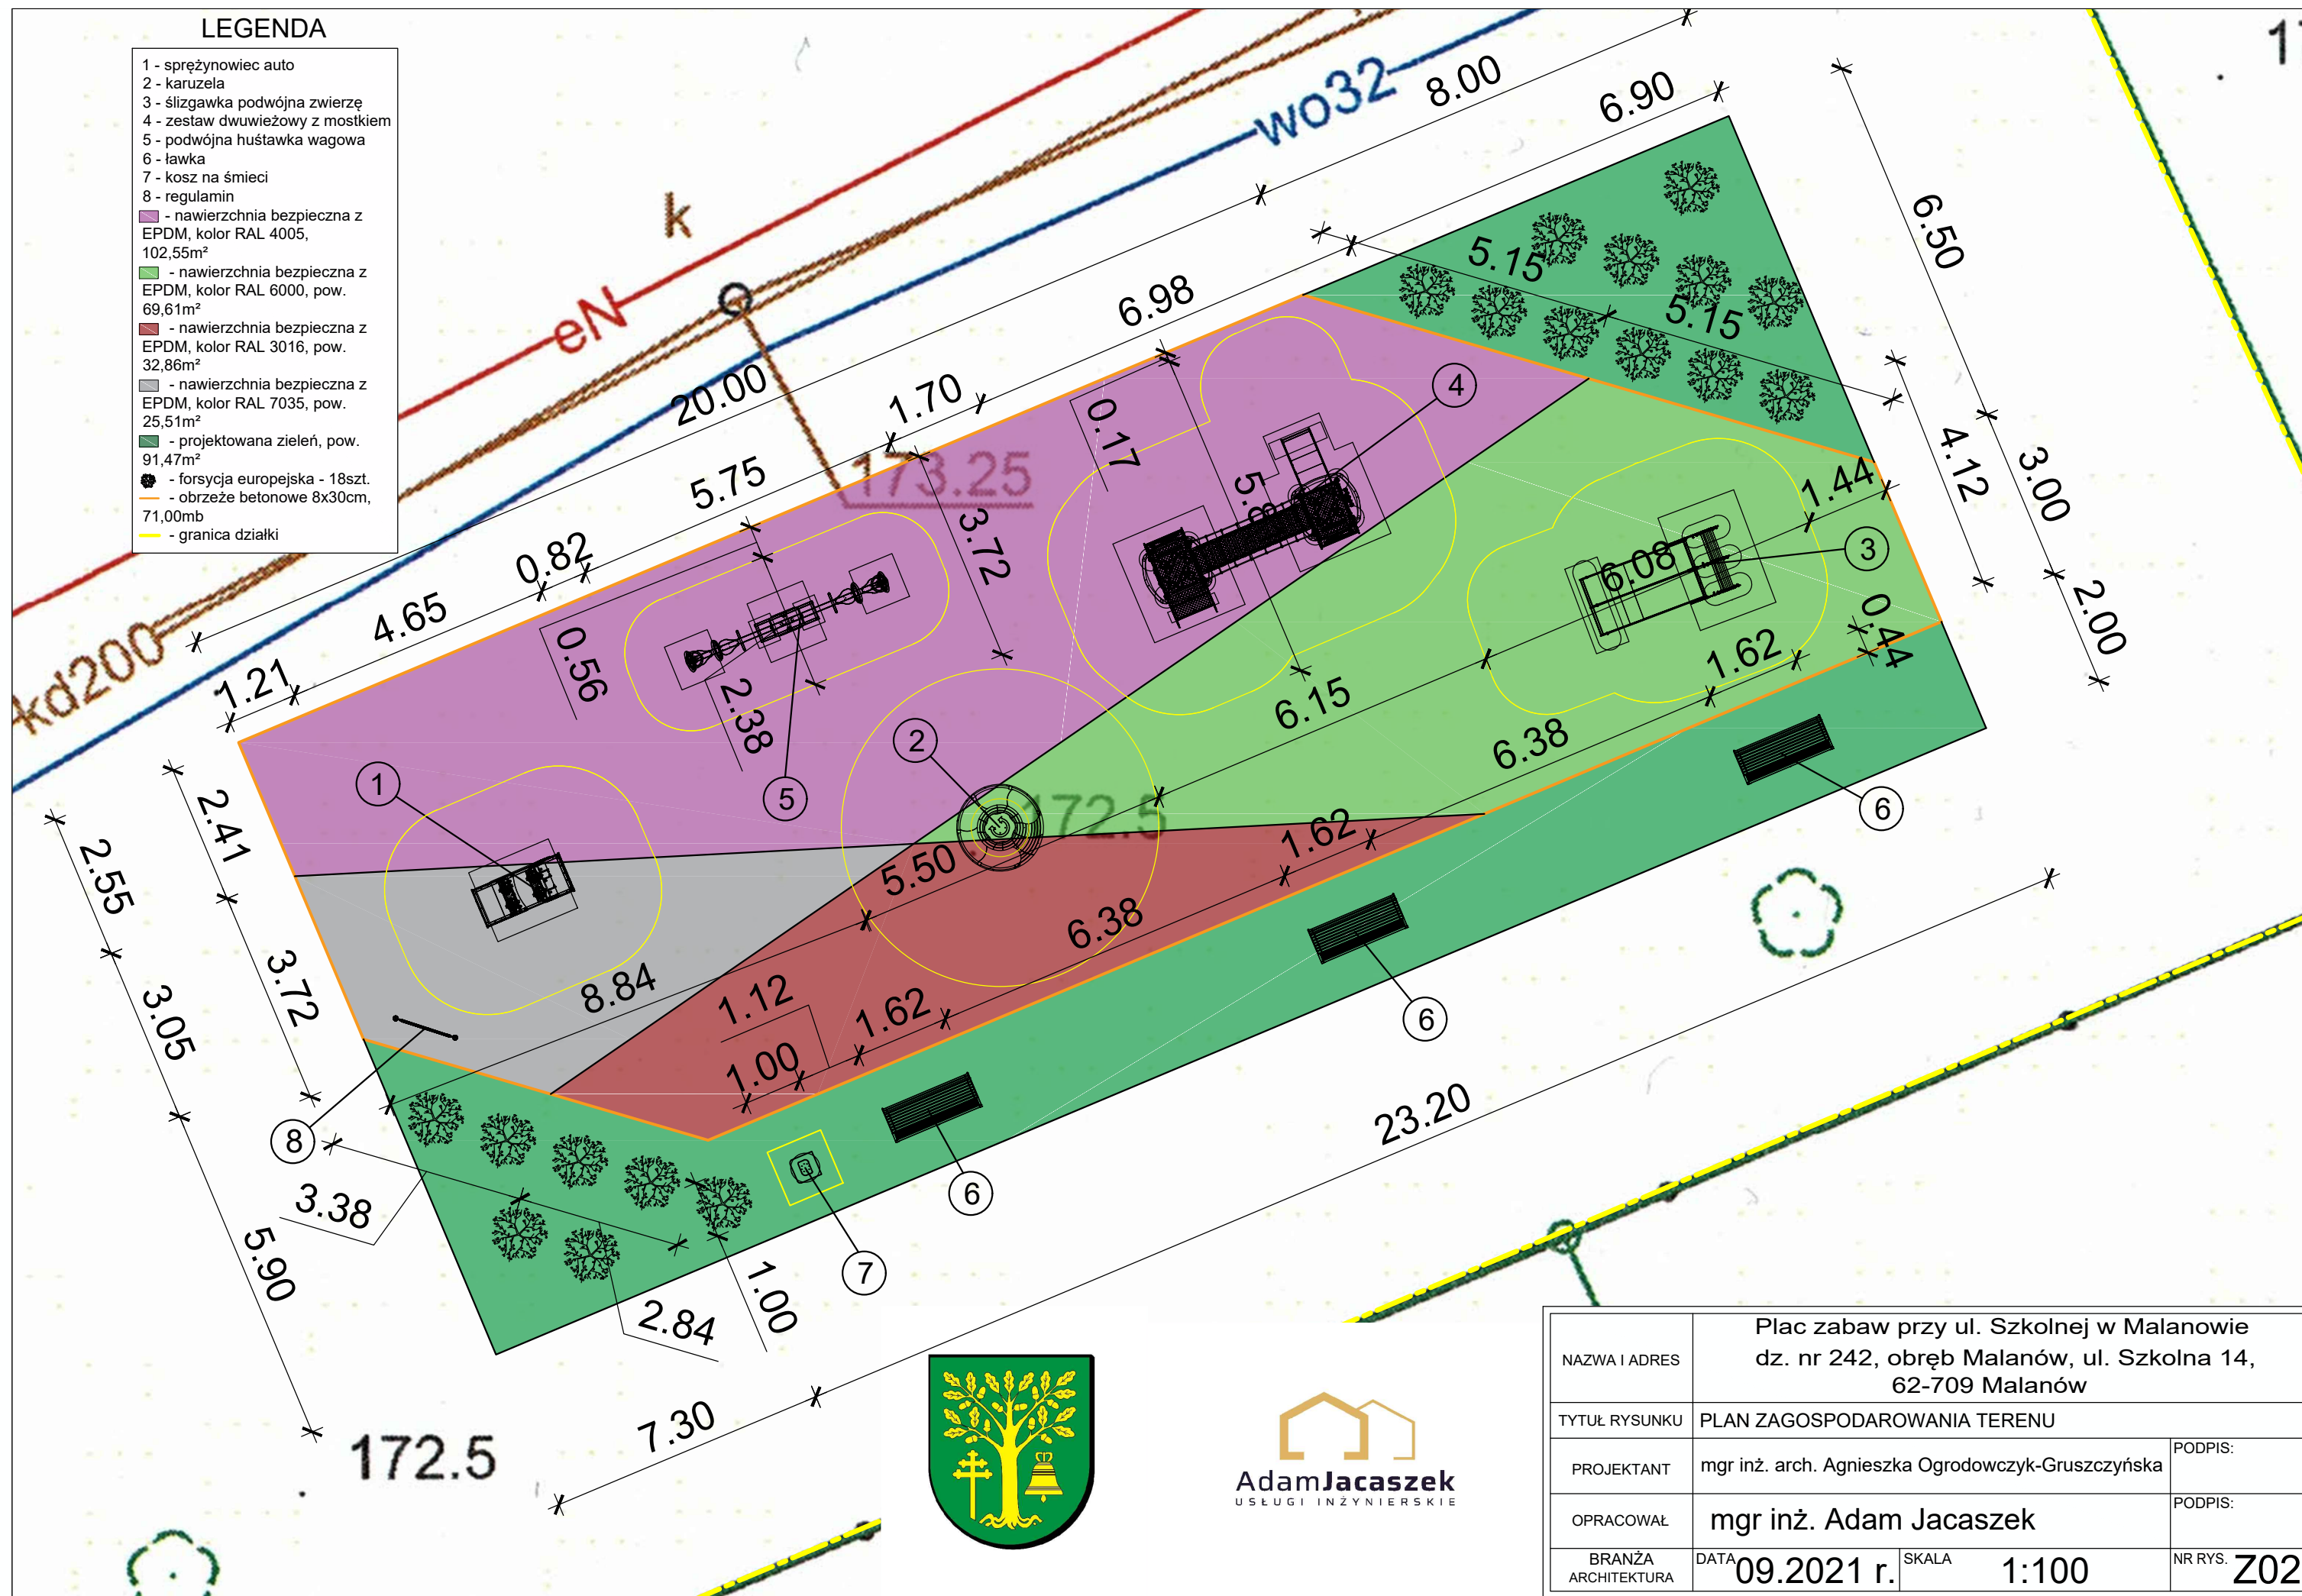 LEGENDA
1 - sprężynowiec auto
2 - karuzela
3 - ślizgawka podwójna zwierzę
4 - zestaw dwuwieżowy z mostkiem
5 - podwójna huśtawka wagowa
6 - ławka
7 - kosz na śmieci
8 - regulamin
- nawierzchnia bezpieczna z
EPDM, kolor RAL 4005,
102,55m²
- nawierzchnia bezpieczna z
EPDM, kolor RAL 6000, pow.
69,61m²
- nawierzchnia bezpieczna z
EPDM, kolor RAL 3016, pow.
32,86m²
- nawierzchnia bezpieczna z
EPDM, kolor RAL 7035, pow.
25,51m²
- projektowana zieleń, pow.
91,47m²
- forsycja europejska - 18szt.
- obrzeże betonowe 8x30cm,
71,00mb
- granica działki
k
eN
wo32
kd200
8.00
6.90
20.00
6.98
1.70
5.75
0.82
4.65
1.21
173.25
5.15
5.15
6.50
3.00
2.00
4.12
1.44
0.44
0.17
3.72
0.56
2.38
6.08
6.15
1.62
6.38
172.5
5.50
1.62
6.38
8.84
1.12
1.62
1.00
2.41
3.72
2.55
3.05
5.90
3.38
2.84
1.00
7.30
23.20
172.5
1
2
3
4
5
6
6
6
7
8
AdamJacaszek
USŁUGI INŻYNIERSKIE
NAZWA I ADRES
Plac zabaw przy ul. Szkolnej w Malanowie
dz. nr 242, obręb Malanów, ul. Szkolna 14,
62-709 Malanów
TYTUŁ RYSUNKU
PLAN ZAGOSPODAROWANIA TERENU
PROJEKTANT
mgr inż. arch. Agnieszka Ogrodowczyk-Gruszczyńska
PODPIS:
OPRACOWAŁ
mgr inż. Adam Jacaszek
PODPIS:
BRANŻA
ARCHITEKTURA
DATA 09.2021 r.
SKALA 1:100
NR RYS. Z02